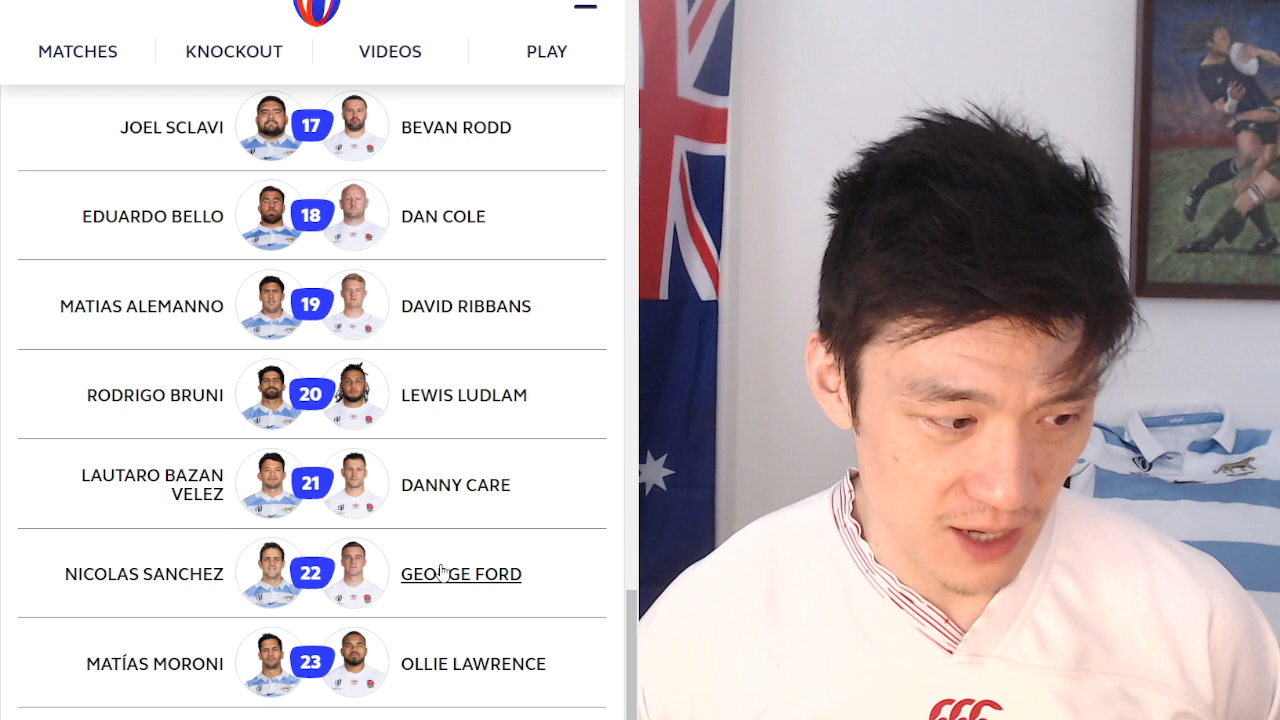 MATCHES
KNOCKOUT
VIDEOS
PLAY
JOEL SCLAVI 17 BEVAN RODD
EDUARDO BELLO 18 DAN COLE
MATIAS ALEMANNO 19 DAVID RIBBANS
RODRIGO BRUNI 20 LEWIS LUDLAM
LAUTARO BAZAN
VELEZ
21 DANNY CARE
NICOLAS SANCHEZ 22 GEORGE FORD
MATÍAS MORONI 23 OLLIE LAWRENCE